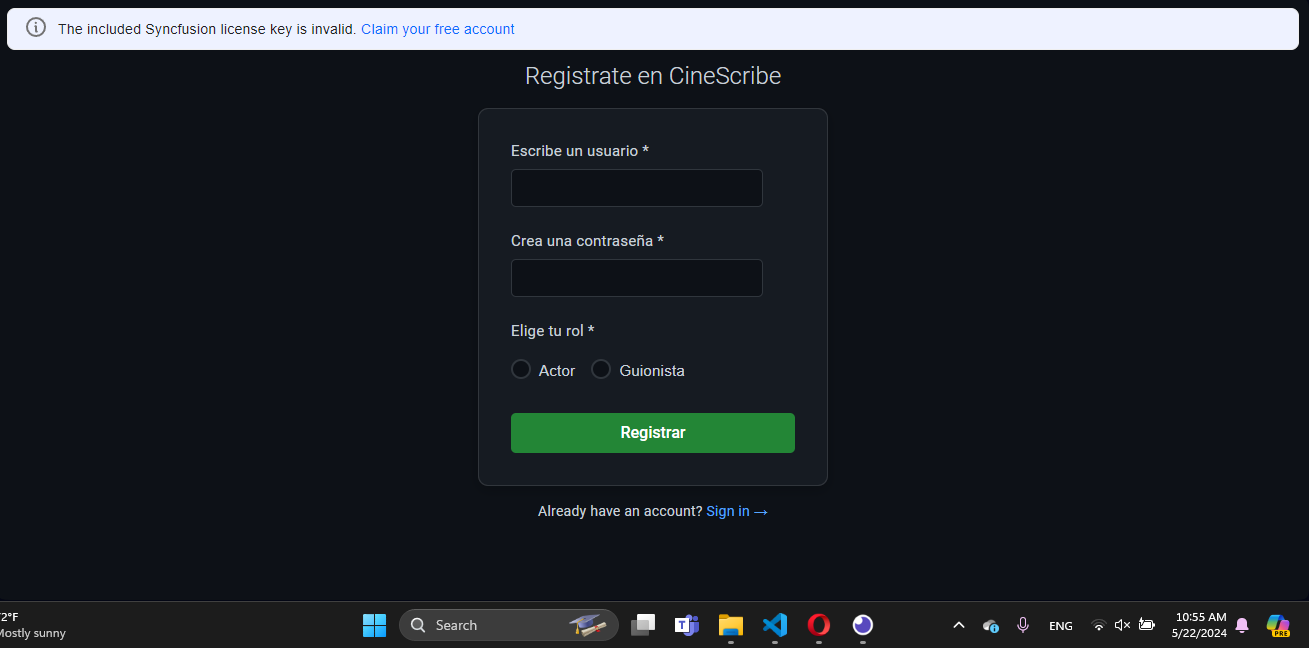 The included Syncfusion license key is invalid. Claim your free account
Registrate en CineScribe
Escribe un usuario *
Crea una contraseña *
Elige tu rol *
Actor Guionista
Registrar
Already have an account? Sign in →
2°F
Mostly sunny
Search
ENG
10:55 AM
5/22/2024
PRE